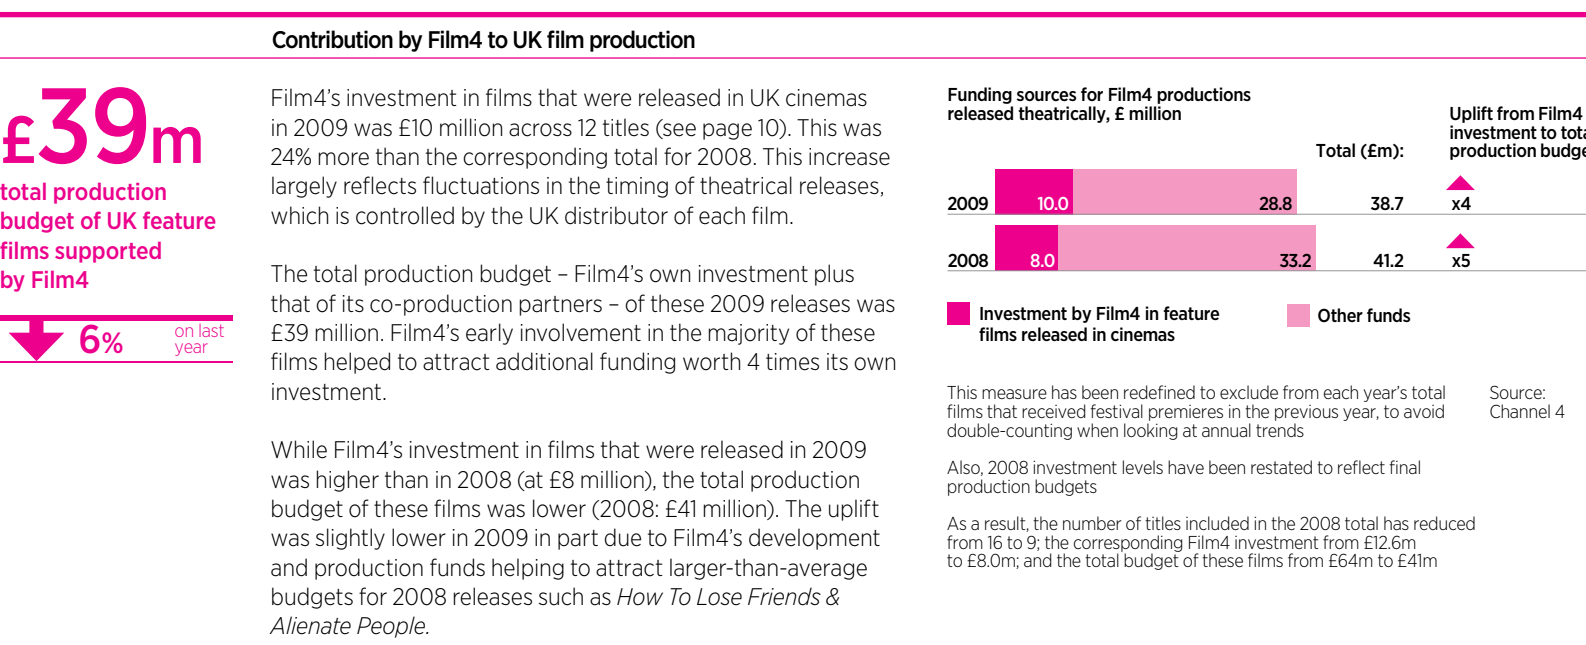 Contribution by Film4 to UK film production
£39m
total production
budget of UK feature
films supported
by Film4
6%
on last
year
Film4’s investment in films that were released in UK cinemas
in 2009 was £10 million across 12 titles (see page 10). This was
24% more than the corresponding total for 2008. This increase
largely reflects fluctuations in the timing of theatrical releases,
which is controlled by the UK distributor of each film.
The total production budget – Film4’s own investment plus
that of its co-production partners – of these 2009 releases was
£39 million. Film4’s early involvement in the majority of these
films helped to attract additional funding worth 4 times its own
investment.
While Film4’s investment in films that were released in 2009
was higher than in 2008 (at £8 million), the total production
budget of these films was lower (2008: £41 million). The uplift
was slightly lower in 2009 in part due to Film4’s development
and production funds helping to attract larger-than-average
budgets for 2008 releases such as How To Lose Friends &
Alienate People.
Funding sources for Film4 productions
released theatrically, £ million
Total (£m):
Uplift from Film4
investment to
production
2009 10.0 28.8 38.7 x4
2008 8.0 33.2 41.2 x5
Investment by Film4 in feature
films released in cinemas
Other funds
This measure has been redefined to exclude from each year’s total
films that received festival premieres in the previous year, to avoid
double-counting when looking at annual trends
Source:
Channel 4
Also, 2008 investment levels have been restated to reflect final
production budgets
As a result, the number of titles included in the 2008 total has reduced
from 16 to 9; the corresponding Film4 investment from £12.6m
to £8.0m; and the total budget of these films from £64m to £41m